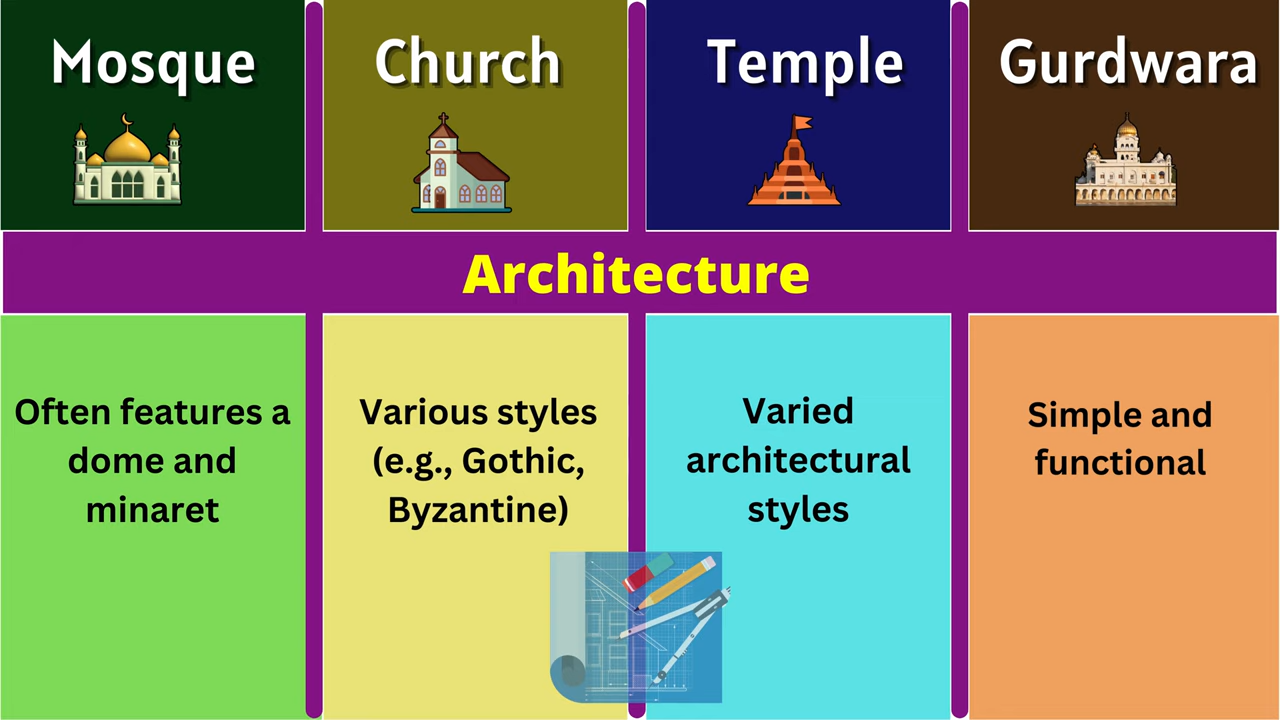 Mosque
Church
Temple
Gurdwara
Architecture
Often features a
dome and
minaret
Various styles
(e.g., Gothic,
Byzantine)
Varied
architectural
styles
Simple and
functional